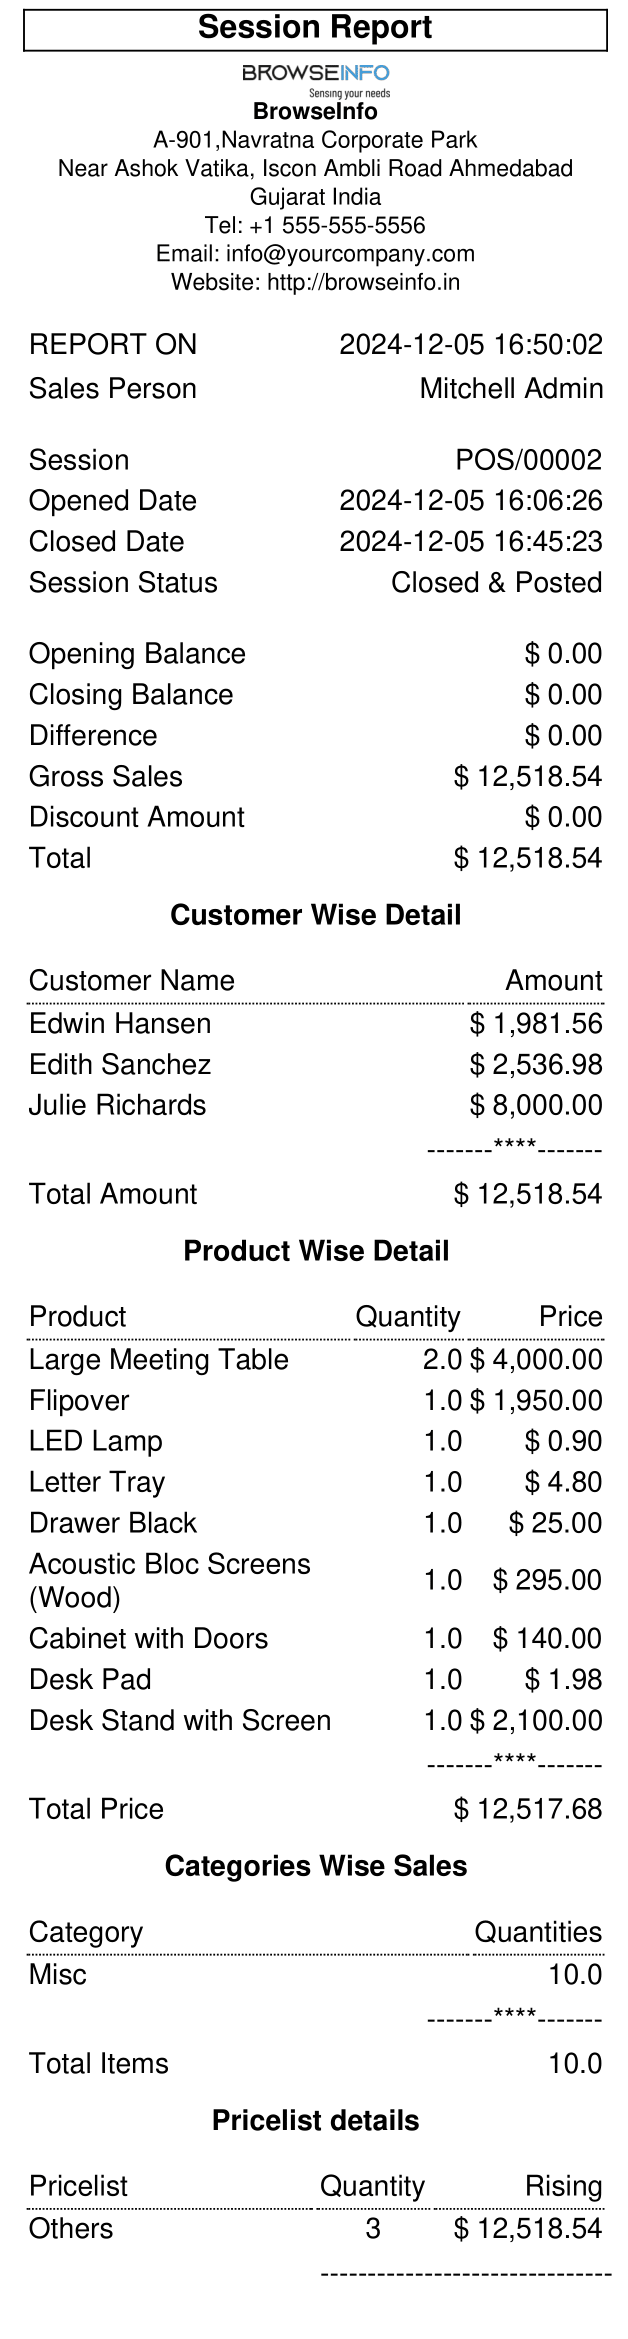 Session Report
BROWSEINFO
Sensing your needs
BrowseInfo
A-901,Navratna Corporate Park
Near Ashok Vatika, Iscon Ambli Road Ahmedabad
Gujarat India
Tel: +1 555-555-5556
Email: info@yourcompany.com
Website: http://browseinfo.in
REPORT ON 2024-12-05 16:50:02
Sales Person Mitchell Admin
Session POS/00002
Opened Date 2024-12-05 16:06:26
Closed Date 2024-12-05 16:45:23
Session Status Closed & Posted
Opening Balance $ 0.00
Closing Balance $ 0.00
Difference $ 0.00
Gross Sales $ 12,518.54
Discount Amount $ 0.00
Total $ 12,518.54
Customer Wise Detail
Customer Name Amount
Edwin Hansen $ 1,981.56
Edith Sanchez $ 2,536.98
Julie Richards $ 8,000.00
-------****-------
Total Amount $ 12,518.54
Product Wise Detail
Product Quantity Price
Large Meeting Table 2.0 $ 4,000.00
Flipover 1.0 $ 1,950.00
LED Lamp 1.0 $ 0.90
Letter Tray 1.0 $ 4.80
Drawer Black 1.0 $ 25.00
Acoustic Bloc Screens
(Wood) 1.0 $ 295.00
Cabinet with Doors 1.0 $ 140.00
Desk Pad 1.0 $ 1.98
Desk Stand with Screen 1.0 $ 2,100.00
-------****-------
Total Price $ 12,517.68
Categories Wise Sales
Category Quantities
Misc 10.0
-------****-------
Total Items 10.0
Pricelist details
Pricelist Quantity Rising
Others 3 $ 12,518.54
-------------------------------